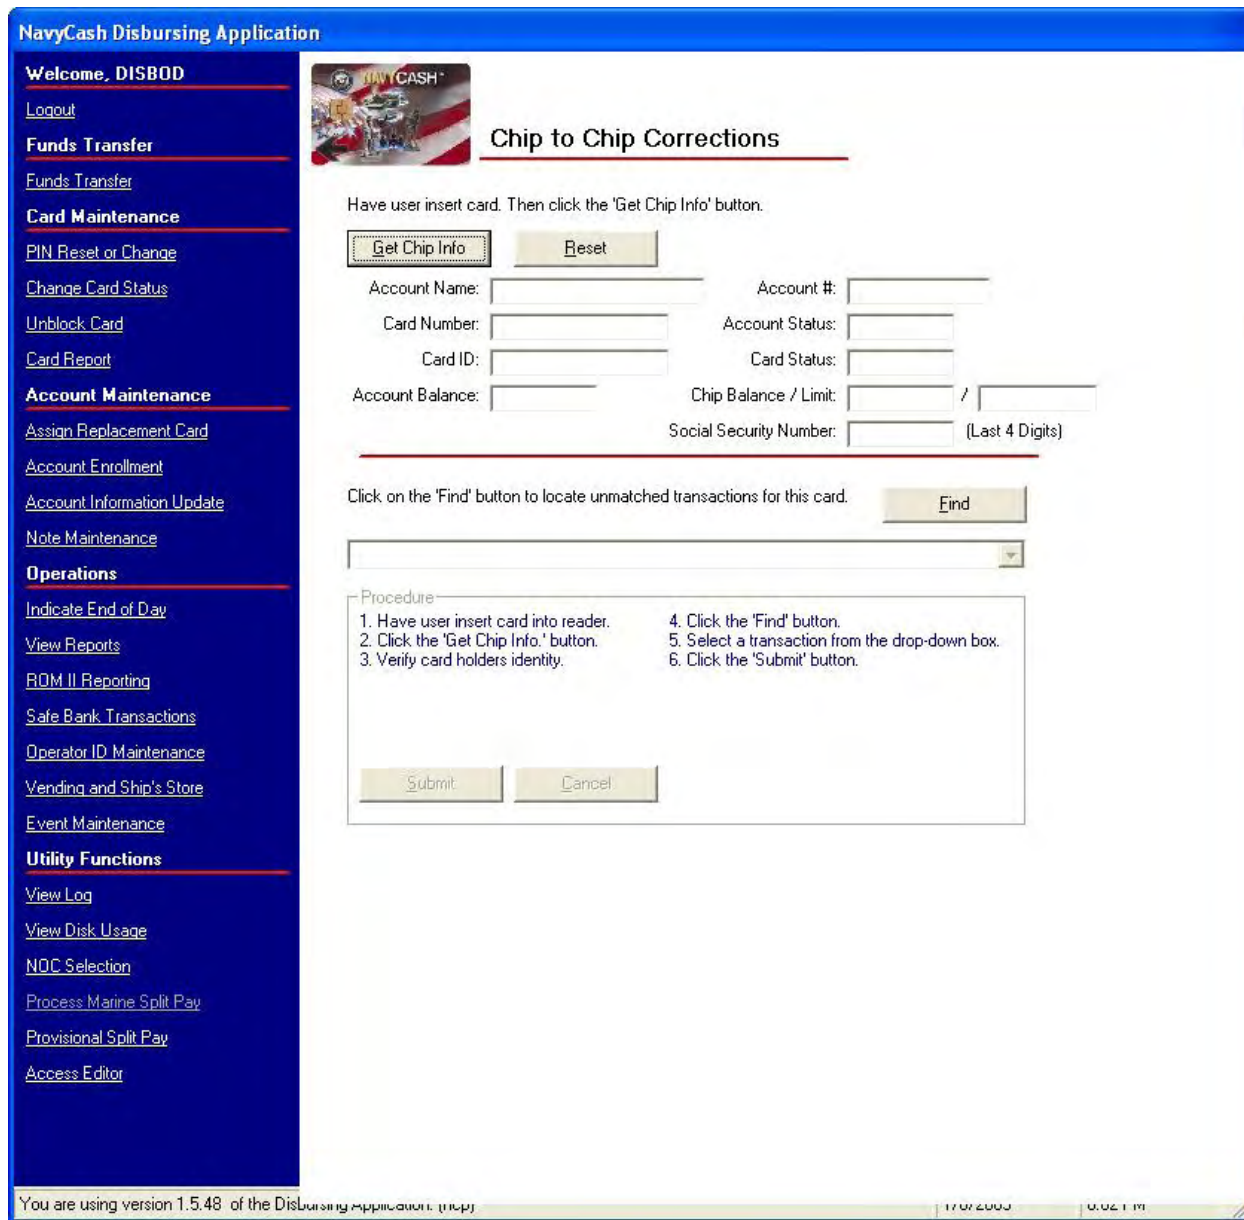 NavyCash Disbursing Application
Welcome, DISBOD
Logout
Funds Transfer
Funds Transfer
Card Maintenance
PIN Reset or Change
Change Card Status
Unblock Card
Card Report
Account Maintenance
Assign Replacement Card
Account Enrollment
Account Information Update
Note Maintenance
Operations
Indicate End of Day
View Reports
ROM II Reporting
Safe Bank Transactions
Operator ID Maintenance
Vending and Ship's Store
Event Maintenance
Utility Functions
View Log
View Disk Usage
NOC Selection
Process Marine Split Pay
Provisional Split Pay
Access Editor
NAVYCASH
Chip to Chip Corrections
Have user insert card. Then click the 'Get Chip Info' button.
Get Chip Info Reset
Account Name: Account #:
Card Number: Account Status:
Card ID: Card Status:
Account Balance: Chip Balance / Limit: /
Social Security Number: (Last 4 Digits)
Click on the 'Find' button to locate unmatched transactions for this card. Find
Procedure
1. Have user insert card into reader.
2. Click the 'Get Chip Info.' button.
3. Verify card holders identity.
4. Click the 'Find' button.
5. Select a transaction from the drop-down box.
6. Click the 'Submit' button.
Submit Cancel
You are using version 1.5.48 of the Disbursing Application.